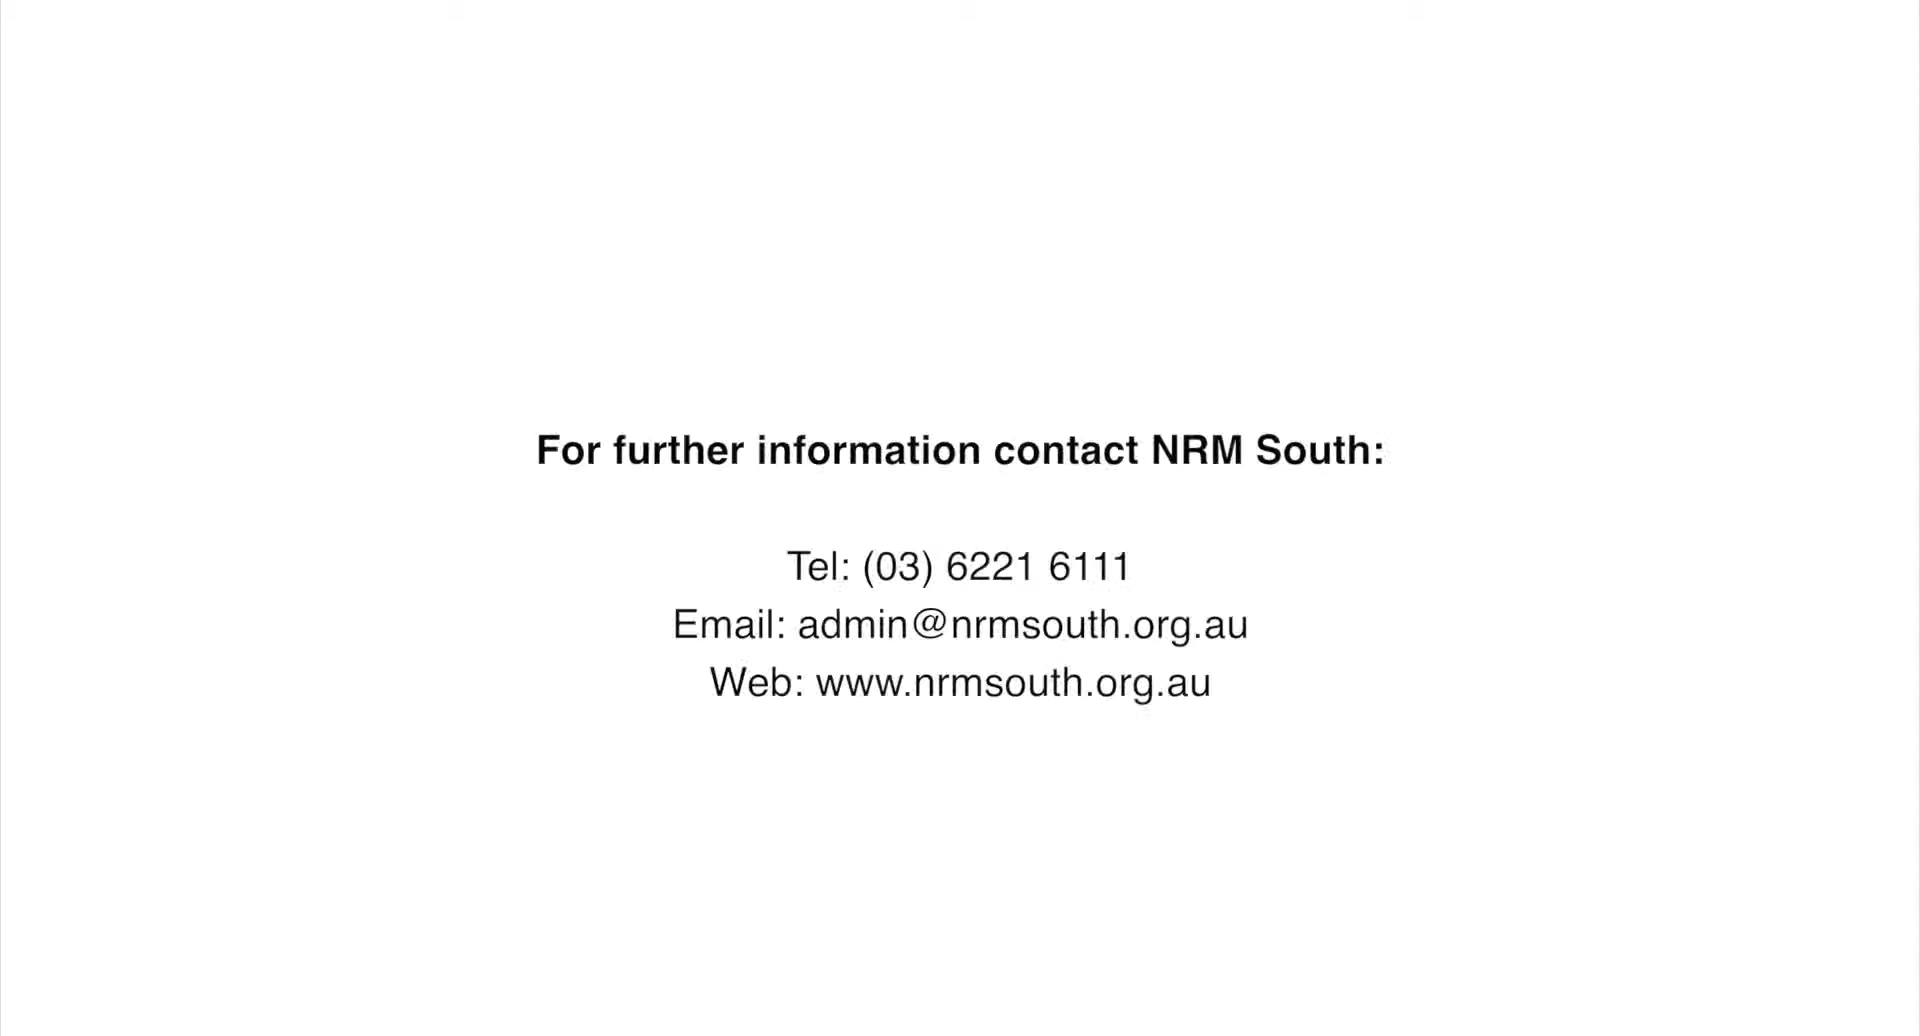 For further information contact NRM South:
Tel: (03) 6221 6111
Email: admin@nrmsouth.org.au
Web: www.nrmsouth.org.au